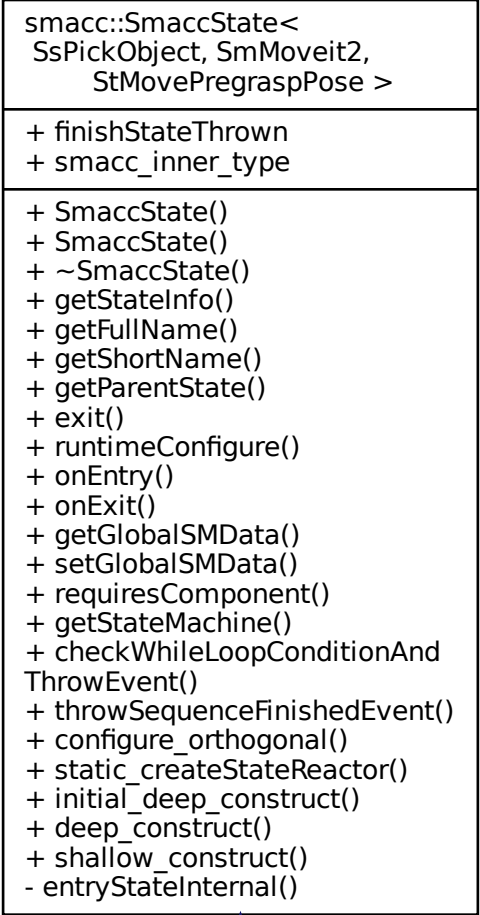 smacc::SmaccState<
SsPickObject, SmMoveit2,
StMovePregraspPose >
+ finishStateThrown
+ smacc_inner_type
+ SmaccState()
+ SmaccState()
+ ~SmaccState()
+ getStateInfo()
+ getFullName()
+ getShortName()
+ getParentState()
+ exit()
+ runtimeConfigure()
+ onEntry()
+ onExit()
+ getGlobalSMData()
+ setGlobalSMData()
+ requiresComponent()
+ getStateMachine()
+ checkWhileLoopConditionAnd
ThrowEvent()
+ throwSequenceFinishedEvent()
+ configure_orthogonal()
+ static_createStateReactor()
+ initial_deep_construct()
+ deep_construct()
+ shallow_construct()
- entryStateInternal()